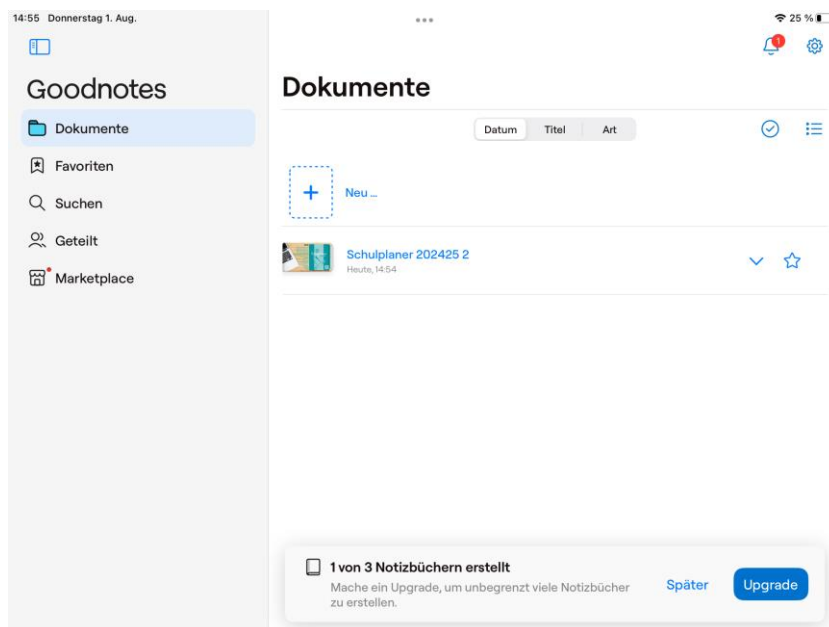 14:55 Donnerstag 1. Aug.
25 %
1
Goodnotes
Dokumente
Favoriten
Suchen
Geteilt
Marketplace
Dokumente
Datum Titel Art
Neu ...
Schulplaner 202425 2
Heute, 14:54
1 von 3 Notizbüchern erstellt
Mache ein Upgrade, um unbegrenzt viele Notizbücher
zu erstellen.
Später
Upgrade